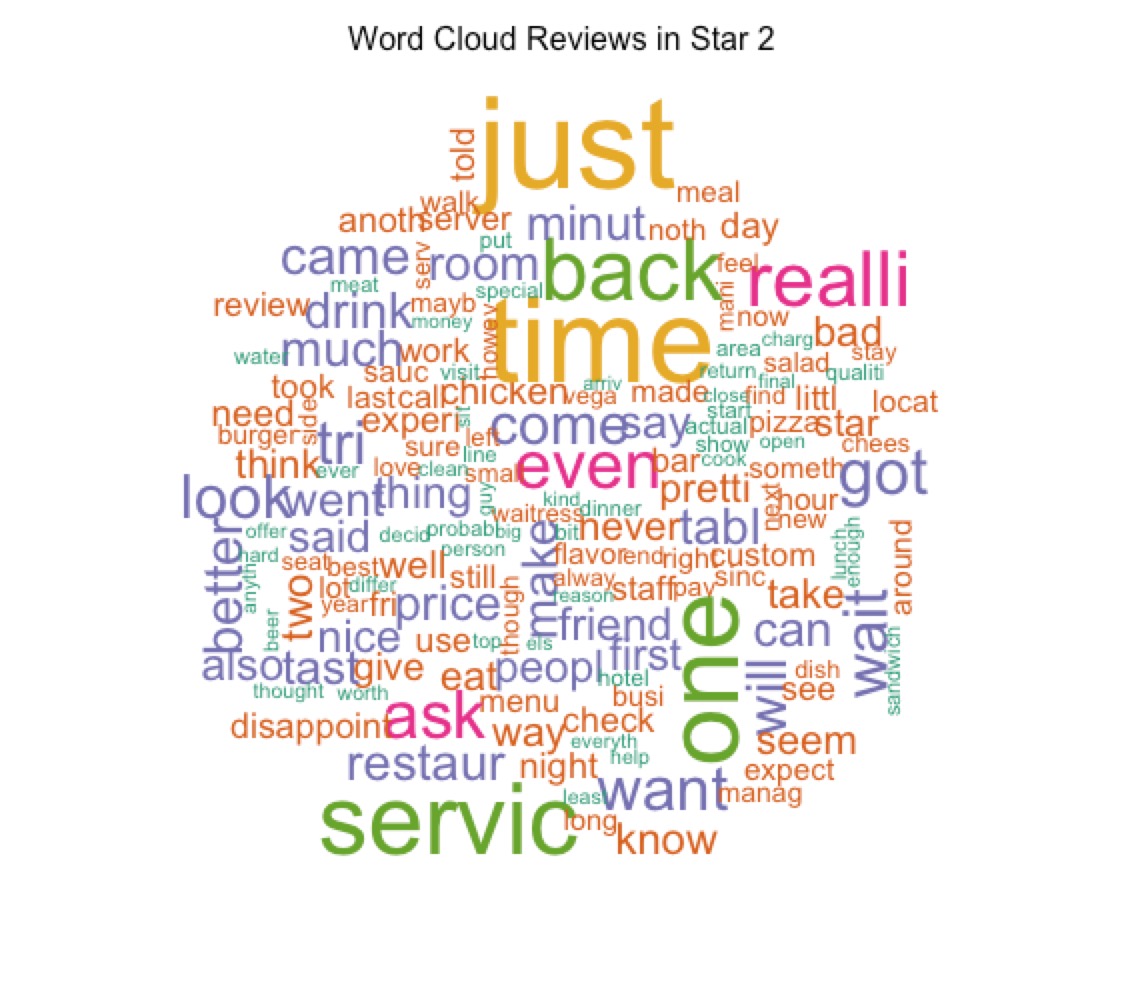 Word Cloud Reviews in Star 2
just
told
meal
walk
anoth
server
minut
noth
day
put
came
serv
room
back
feel
realli
meat
special
mani
review
drink
mayb
money
howev
time
now
bad
water
much
work
area
charg
stay
sauc
visit
return
salad
qualiti
took
last
call
chicken
arriv
vega
made
final
close
find
littl
locat
need
side
experi
sit
come
say
start
actual
pizza
star
burger
tri
sure
left
line
show
open
chees
think
ever
love
clean
small
even
bar
cook
someth
got
look
went
thing
guy
kind
dinner
pretti
next
hour
waitress
new
offer
said
decid
probabl
big
bit
never
tabl
better
hard
person
make
flavor
end
right
custom
lunch
enough
around
anyth
seat
best
well
still
alway
staff
pay
sinc
two
lot
differ
though
reason
take
year
fri
price
friend
one
can
wait
beer
nice
use
top
els
first
will
sandwich
also
tast
give
eat
peopl
hotel
dish
see
thought
worth
menu
busi
disappoint
ask
way
check
everyth
seem
restaur
night
help
expect
want
least
manag
servic
long
know